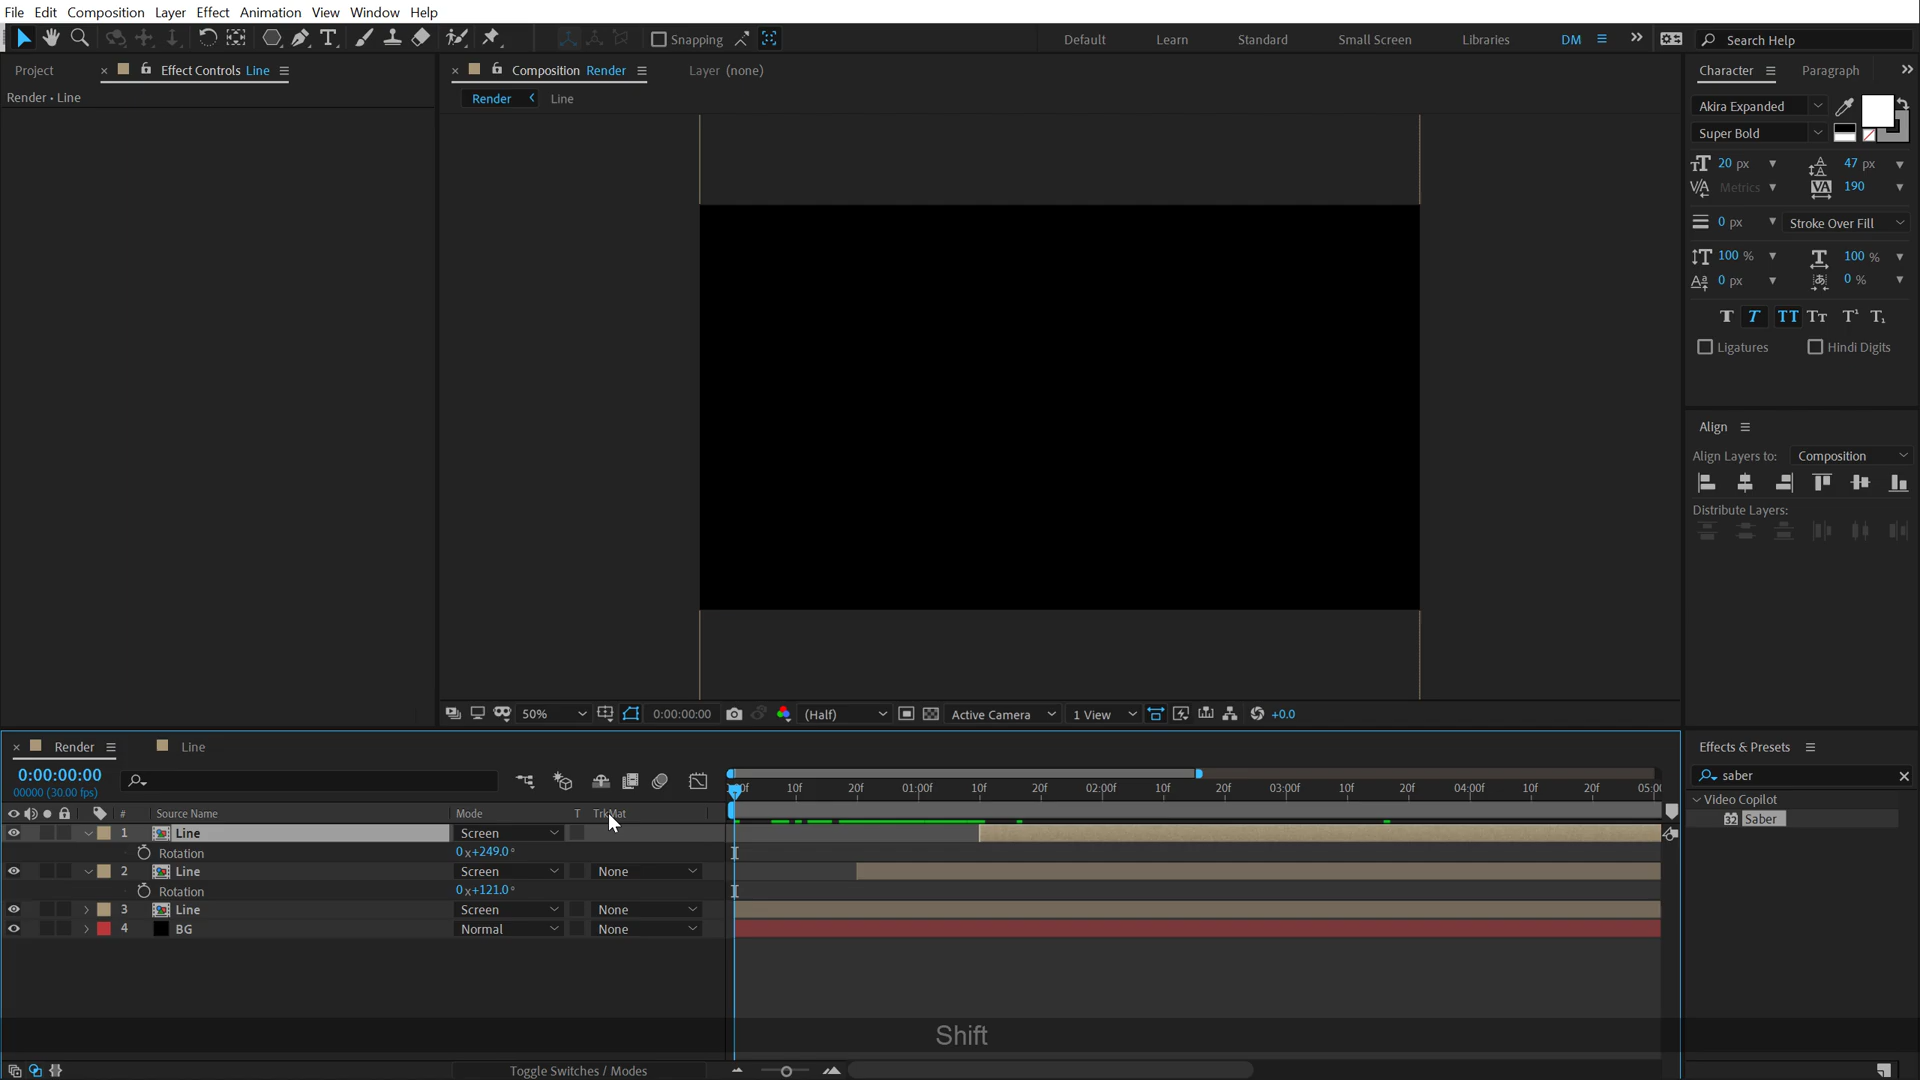 File Edit Composition Layer Effect Animation View Window Help
Snapping
Default Learn Standard Small Screen Libraries DM
Search Help
Project
Effect Controls Line
Render • Line
Composition Render
Layer (none)
Render Line
Character Paragraph
Akira Expanded
Super Bold
20 px
47 px
Metrics
190
0 px
Stroke Over Fill
100 %
100 %
0 px
0 %
Ligatures
Hindi Digits
Align
Align Layers to: Composition
Distribute Layers:
50%
0:00:00:00
(Half)
Active Camera
1 View
+0.0
Render
Line
0:00:00:00
00000 (30.00 fps)
# Source Name Mode T TrkMat
10f 20f 01:00f 10f 20f 02:00f 10f 20f 03:00f 10f 20f 04:00f 10f 20f
1 Line Screen
Rotation 0x+249.0°
2 Line Screen None
Rotation 0x+121.0°
3 Line Screen None
4 BG Normal None
Shift
Toggle Switches / Modes
Effects & Presets
saber
Video Copilot
Saber